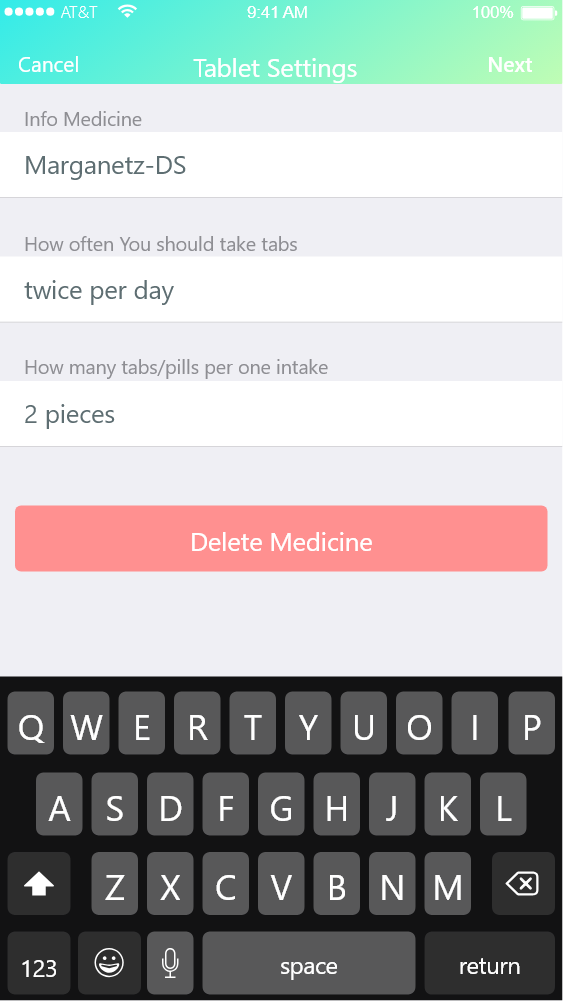 AT&T 9:41 AM 100%
Cancel Tablet Settings Next
Info Medicine
Marganetz-DS
How often You should take tabs
twice per day
How many tabs/pills per one intake
2 pieces
Delete Medicine
Q W E R T Y U O I P
A S D F G H J K L
Z X C V B N M
123 space return